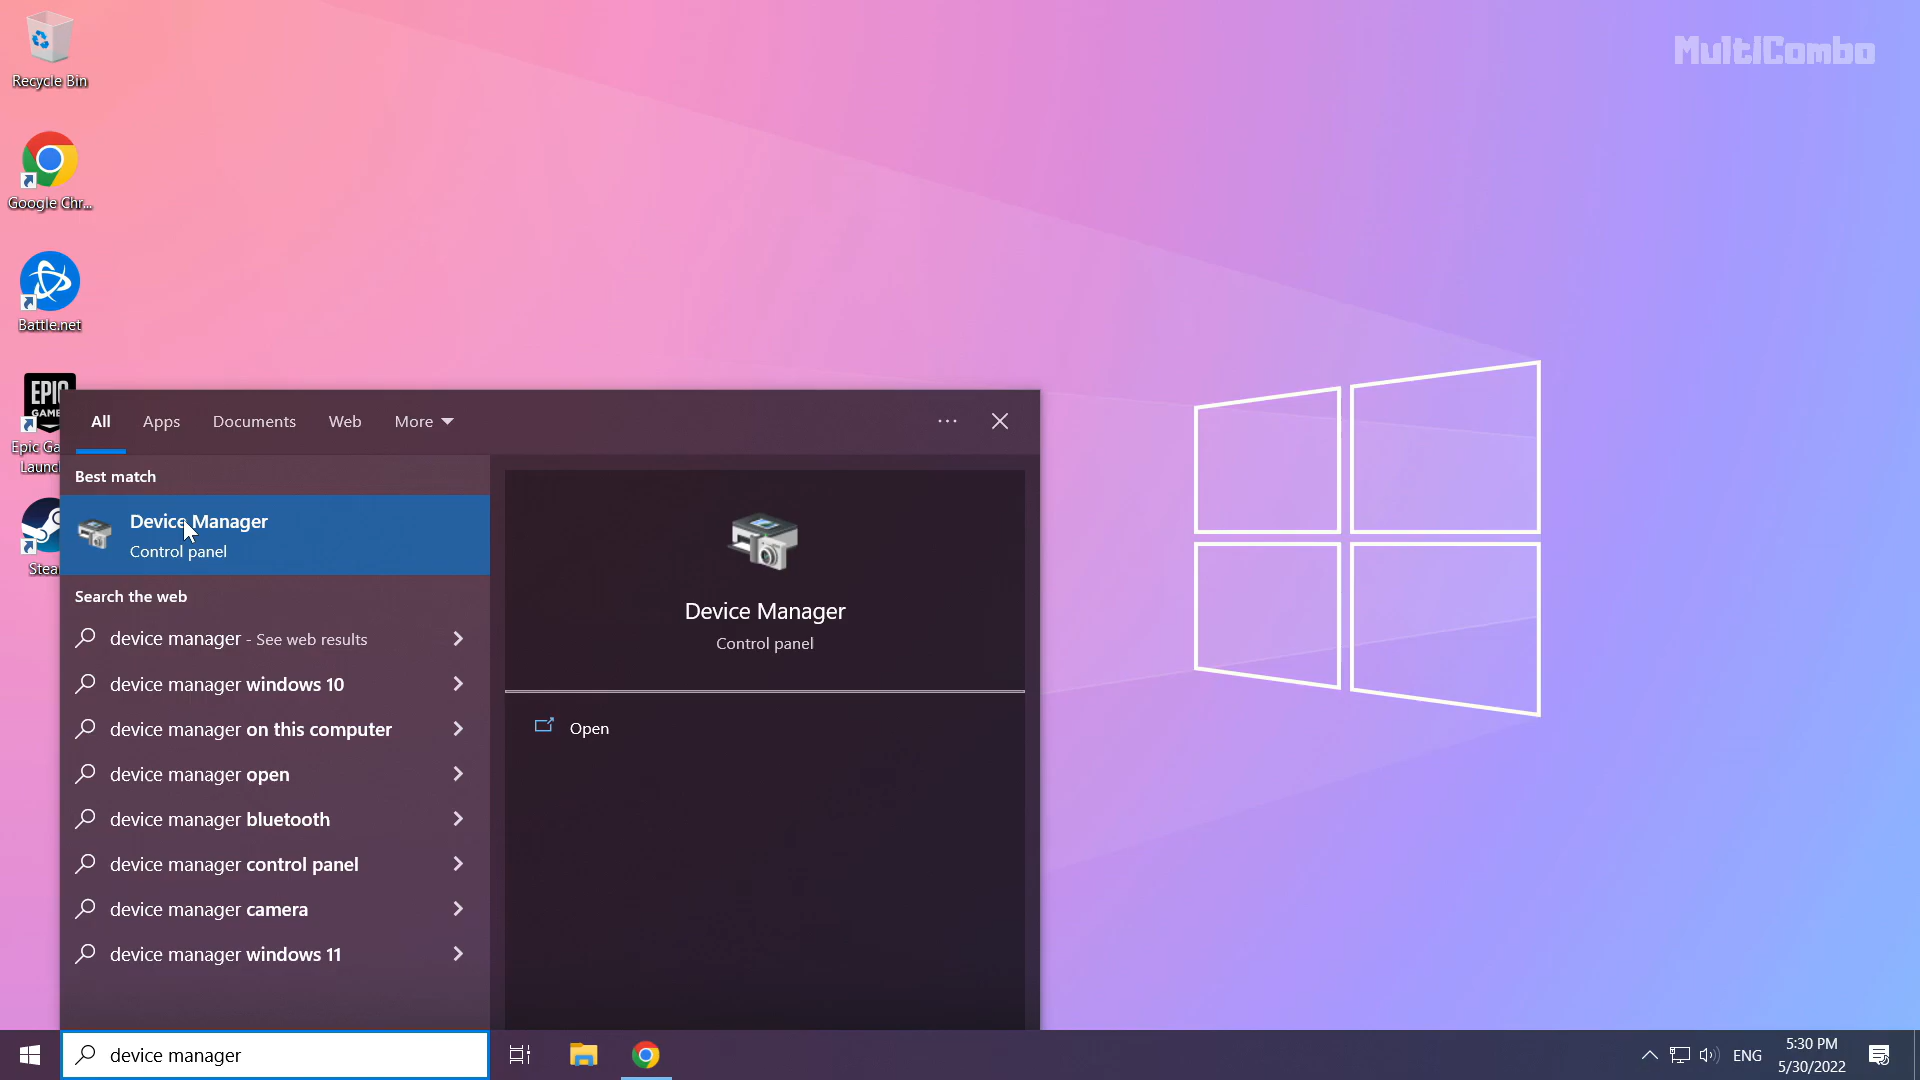 MultiCombo
Recycle Bin
Google Chr...
Battle.net
EPIC
Epic Ga
Launc
Stea
All Apps Documents Web More
Best match
Device Manager
Control panel
Search the web
device manager - See web results
device manager windows 10
device manager on this computer
device manager open
device manager bluetooth
device manager control panel
device manager camera
device manager windows 11
Device Manager
Control panel
Open
device manager
ENG
5:30 PM
5/30/2022